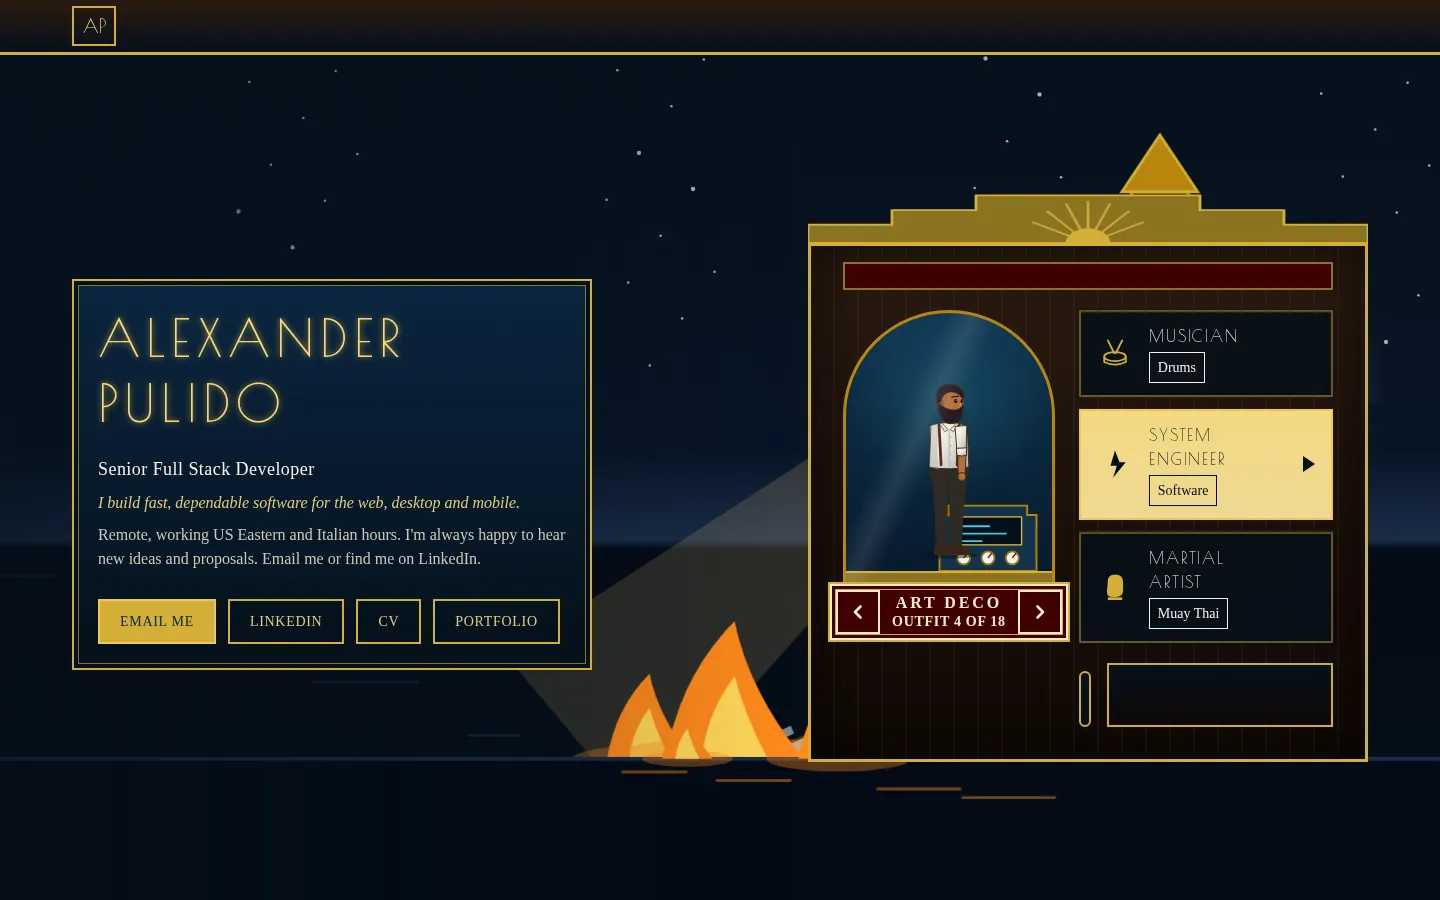 AP
ALEXANDER
PULIDO
Senior Full Stack Developer
I build fast, dependable software for the web, desktop and mobile.
Remote, working US Eastern and Italian hours. I'm always happy to hear
new ideas and proposals. Email me or find me on LinkedIn.
EMAIL ME
LINKEDIN
CV
PORTFOLIO
MUSICIAN
Drums
SYSTEM
ENGINEER
Software
MARTIAL
ARTIST
Muay Thai
ART DECO
OUTFIT 4 OF 18